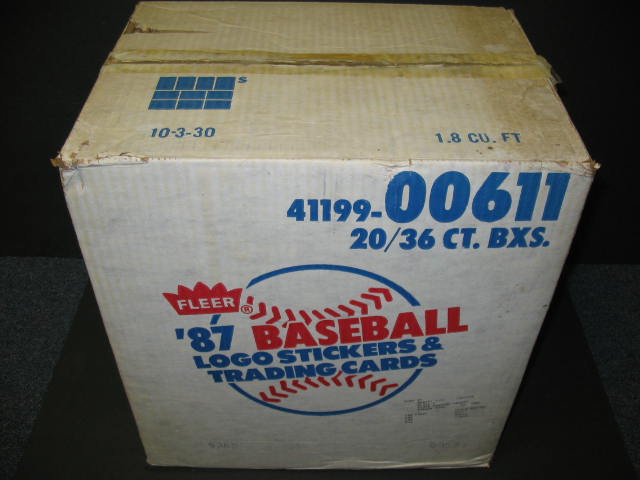 S
10-3-30
1.8 CU. FT
41199-00611
20/36 CT. BXS.
FLEER ®
'87 BASEBALL
LOGO STICKERS &
TRADING CARDS